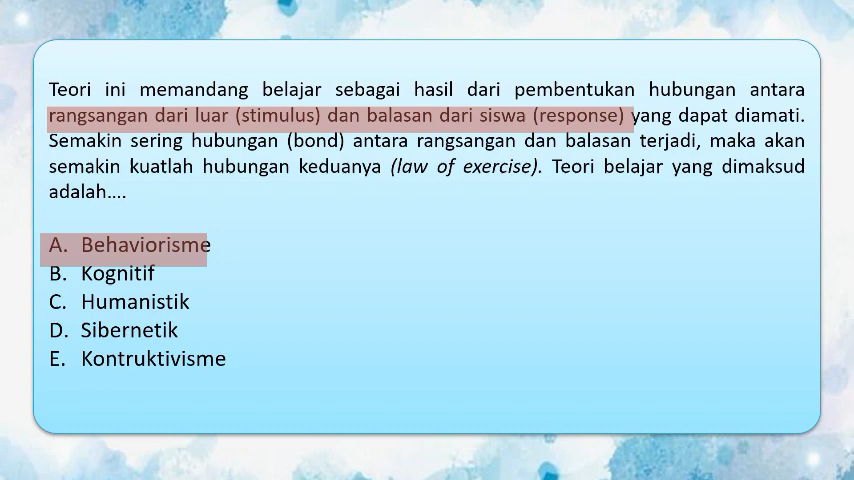 Teori ini memandang belajar sebagai hasil dari pembentukan hubungan antara
rangsangan dari luar (stimulus) dan balasan dari siswa (response) yang dapat diamati.
Semakin sering hubungan (bond) antara rangsangan dan balasan terjadi, maka akan
semakin kuatlah hubungan keduanya (law of exercise). Teori belajar yang dimaksud
adalah....
A. Behaviorisme
B. Kognitif
C. Humanistik
D. Sibernetik
E. Kontruktivisme